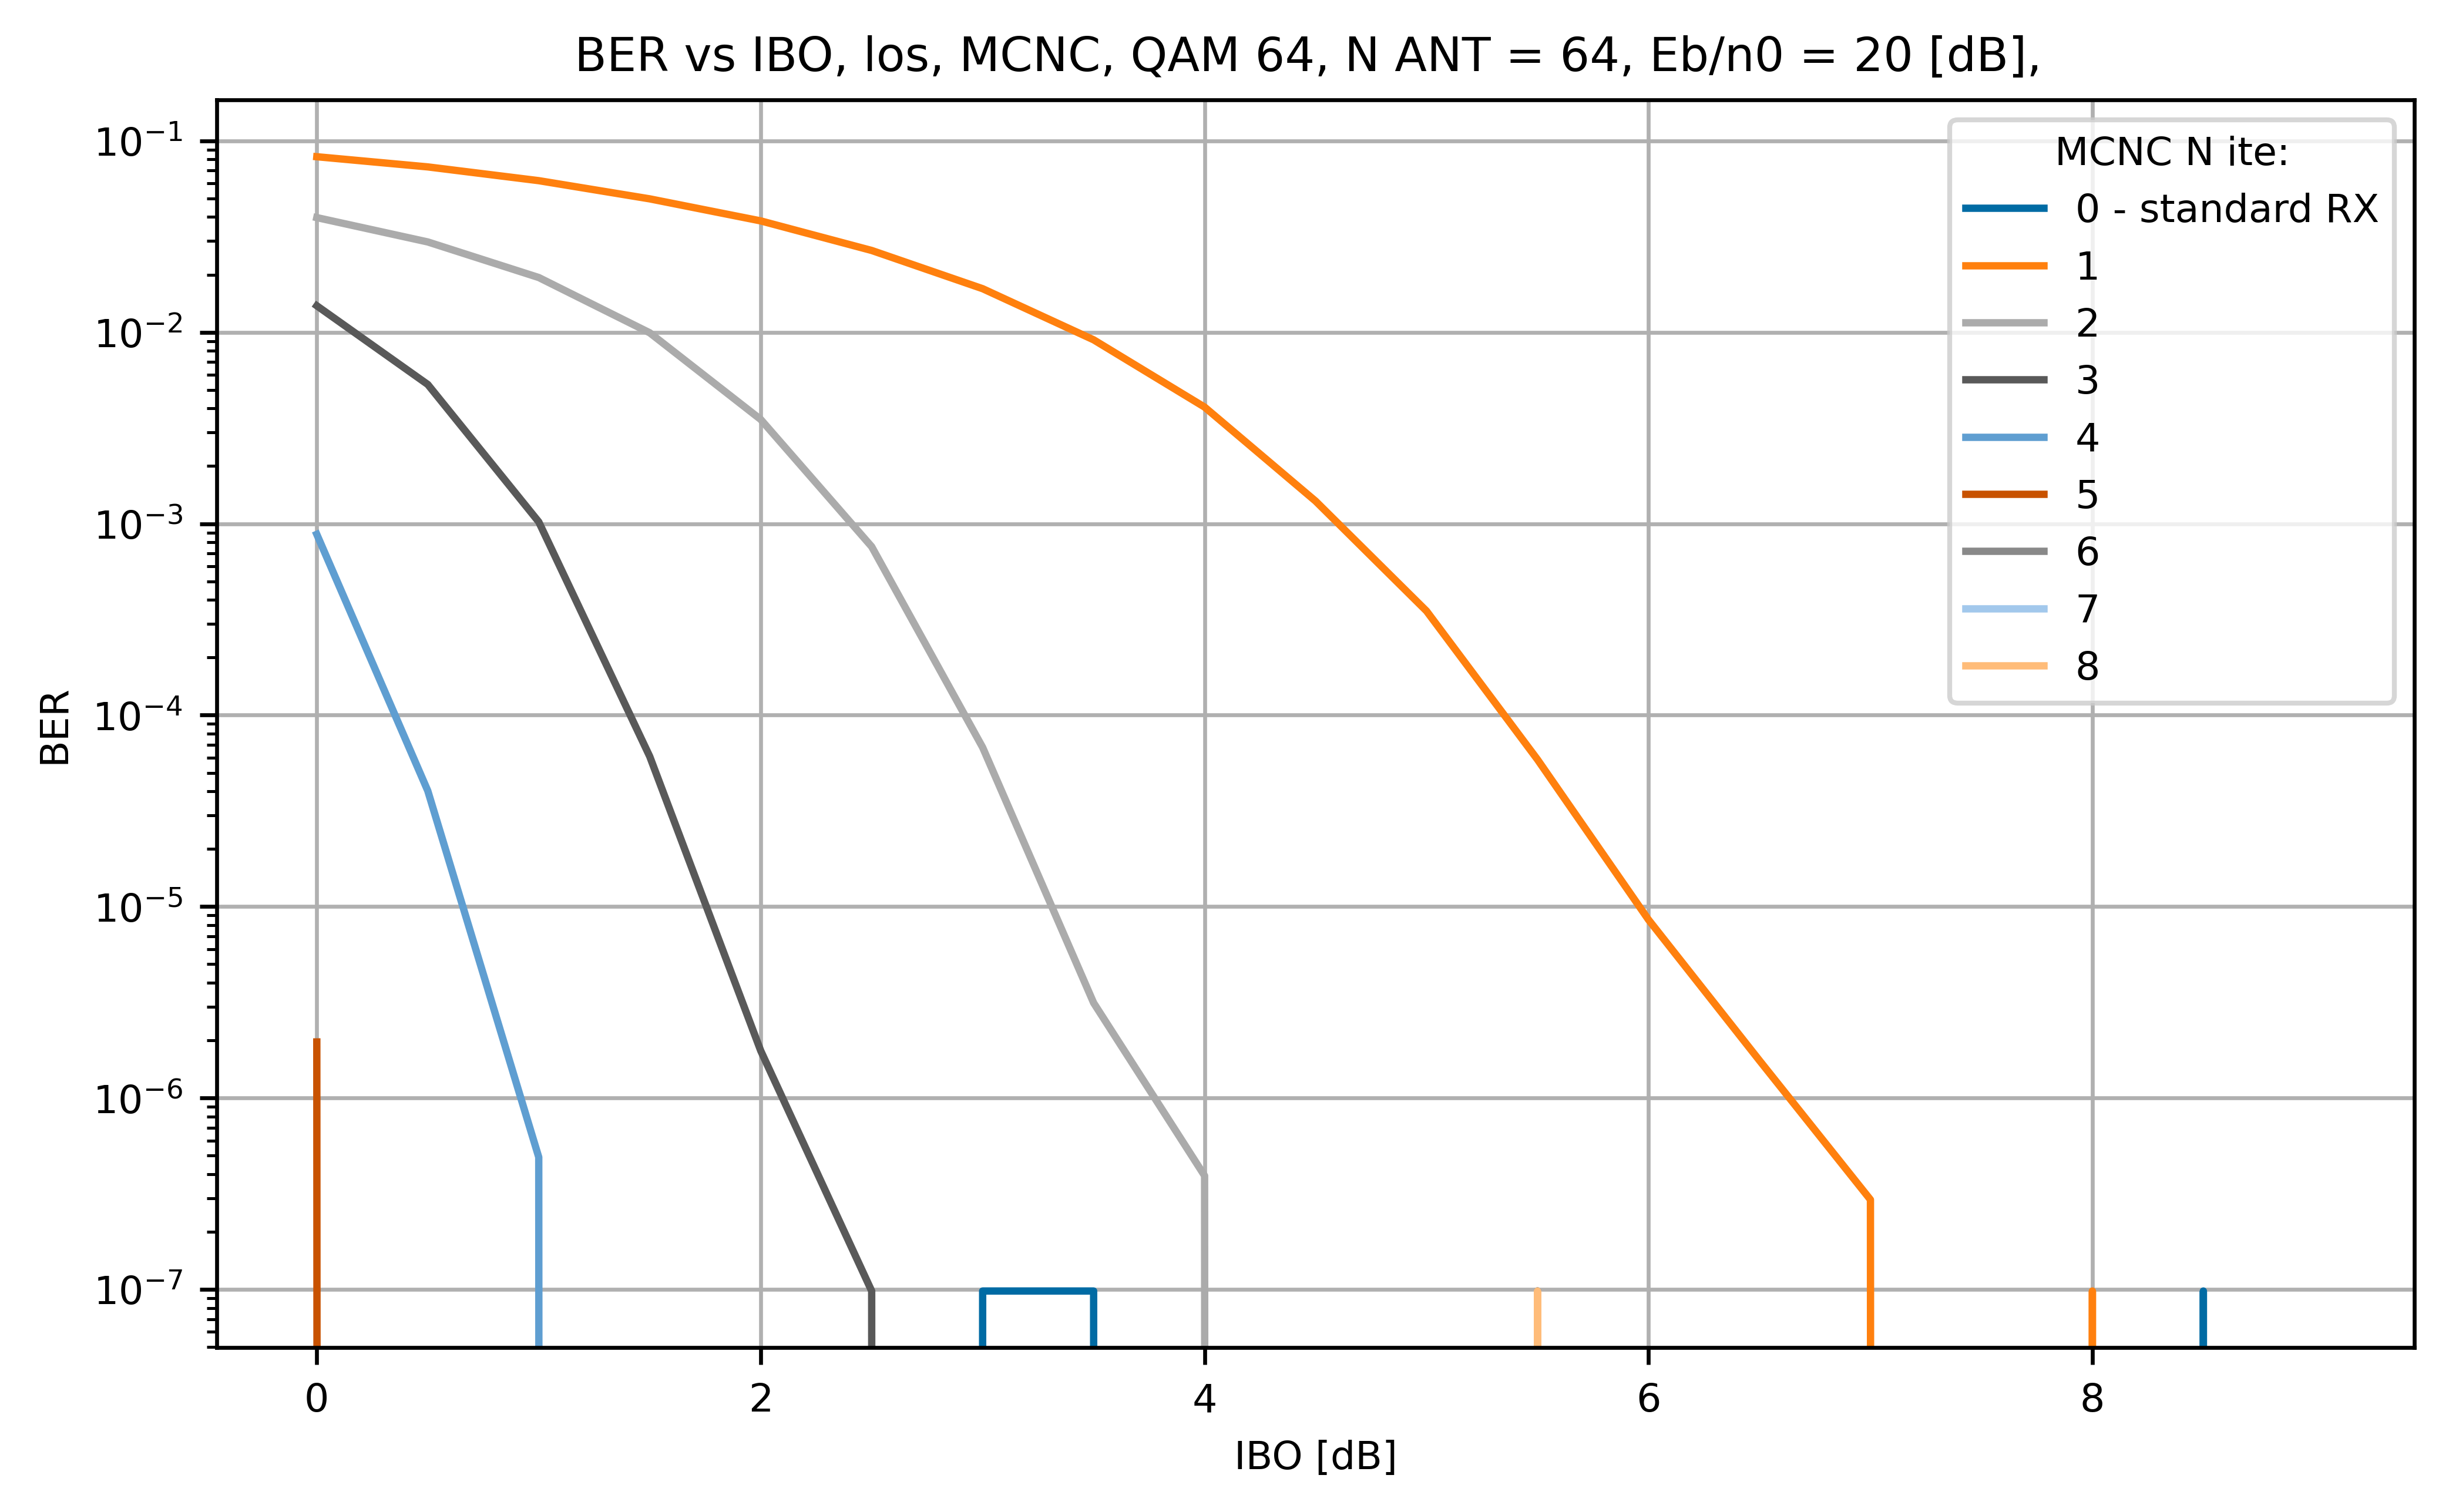 BER vs IBO, los, MCNC, QAM 64, N ANT = 64, Eb/n0 = 20 [dB],
MCNC N ite:
0 - standard RX
1
2
3
4
5
6
7
8
BER
10⁻¹
10⁻²
10⁻³
10⁻⁴
10⁻⁵
10⁻⁶
10⁻⁷
0 2 4 6 8
IBO [dB]